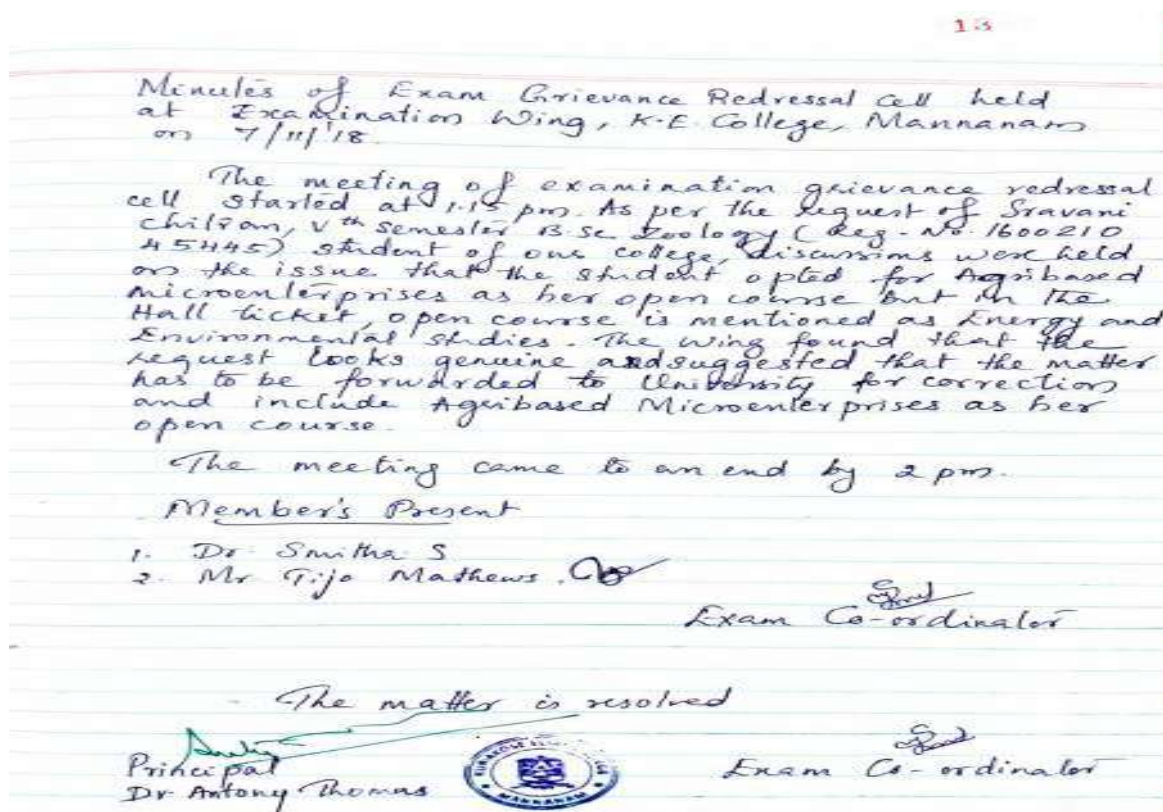 13
Minutes of Exam Grievance Redressal Cell held
at Examination Wing, K.E. College, Mannanam
on 7/11/'18.
The meeting of examination grievance redressal
cell started at 1.15 pm. As per the request of Sravani
Chilian, Vth semester B.Sc Zoology (Reg. No. 1600210
45445) student of our college, discussions were held
on the issue that the student opted for Agribased
Microenterprises as her open course but in the
Hall ticket, open course is mentioned as Energy and
Environmental Studies. The wing found that the
request looks genuine and suggested that the matter
has to be forwarded to University for correction
and include Agribased Microenterprises as her
open course.
The meeting came to an end by 2 pm.
Member's Present
1. Dr. Smitha S
2. Mr Tijo Mathews.
Exam Co-ordinator
The matter is resolved
Principal
Dr Antony Thomas
MANNANAM
Exam Co-ordinator